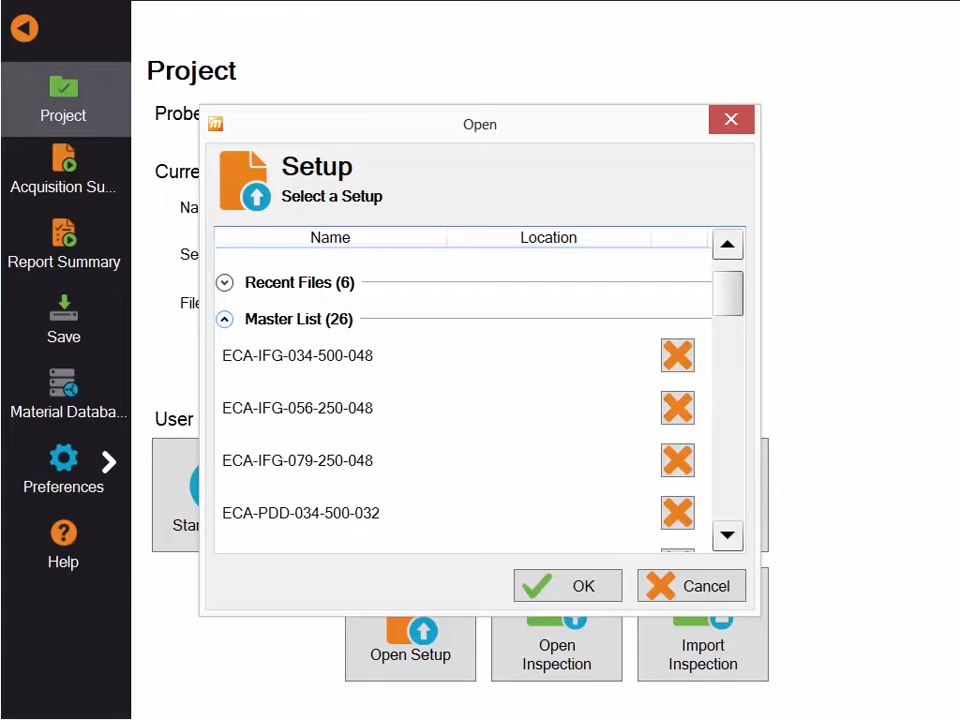 Project
Project
Probe
Open
Setup
Select a Setup
Acquisition Su...
Curre
Na
Name
Location
Report Summary
Se
Recent Files (6)
File
Master List (26)
Save
ECA-IFG-034-500-048
Material Databa...
ECA-IFG-056-250-048
User
ECA-IFG-079-250-048
Preferences
ECA-PDD-034-500-032
Star
Help
OK
Cancel
Open Setup
Open
Inspection
Import
Inspection